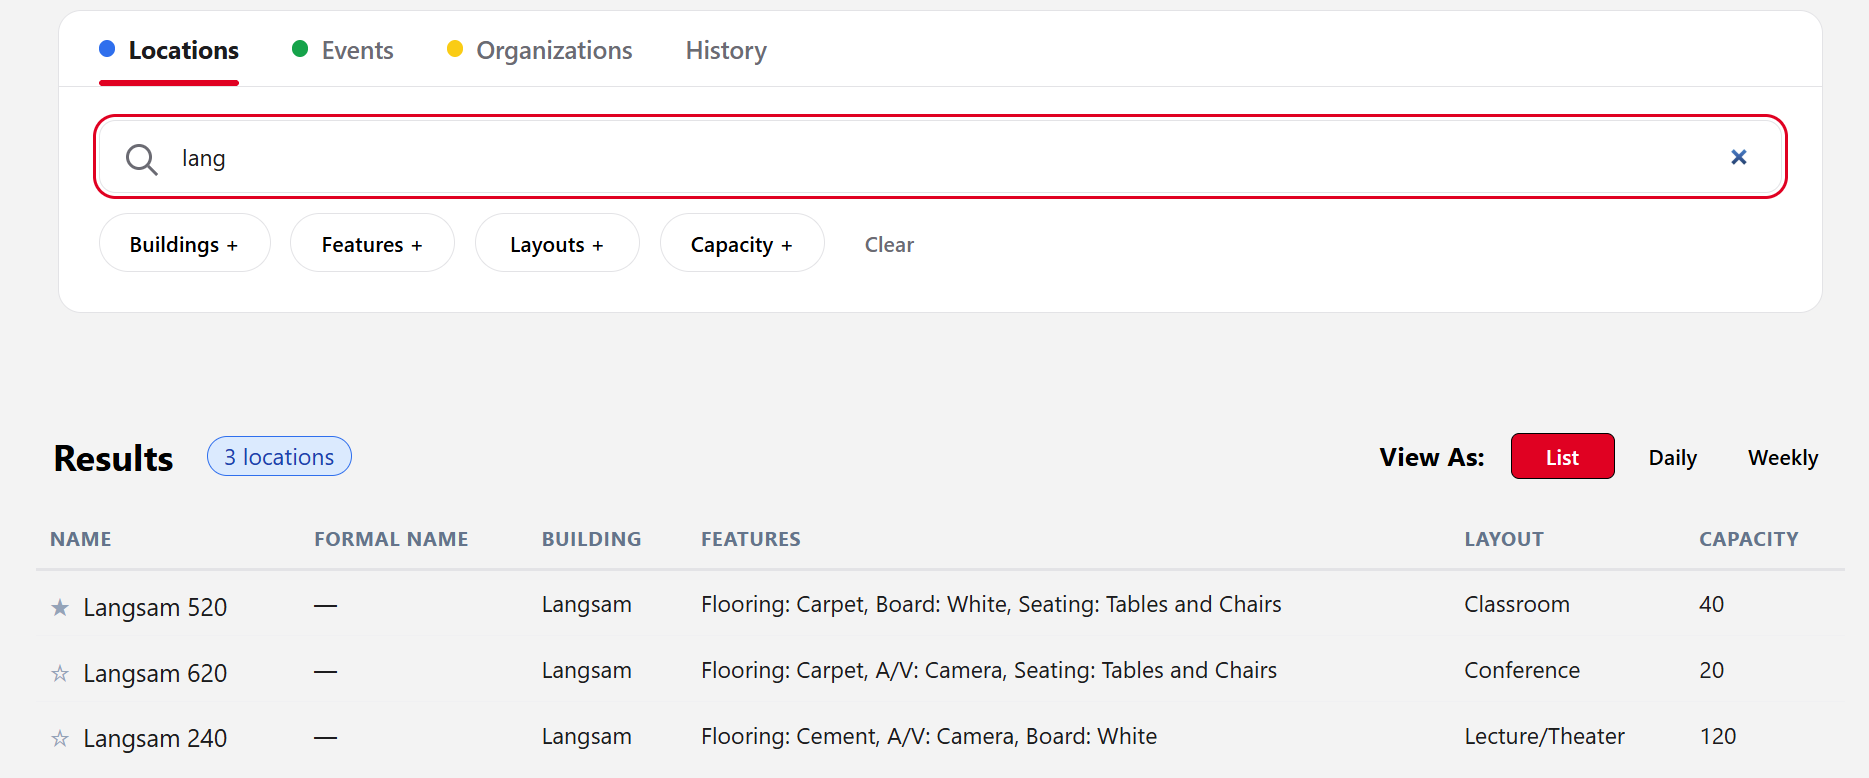 Locations Events Organizations History
lang
Buildings + Features + Layouts + Capacity + Clear
Results 3 locations View As: List Daily Weekly
NAME FORMAL NAME BUILDING FEATURES LAYOUT CAPACITY
Langsam 520 — Langsam Flooring: Carpet, Board: White, Seating: Tables and Chairs Classroom 40
Langsam 620 — Langsam Flooring: Carpet, A/V: Camera, Seating: Tables and Chairs Conference 20
Langsam 240 — Langsam Flooring: Cement, A/V: Camera, Board: White Lecture/Theater 120